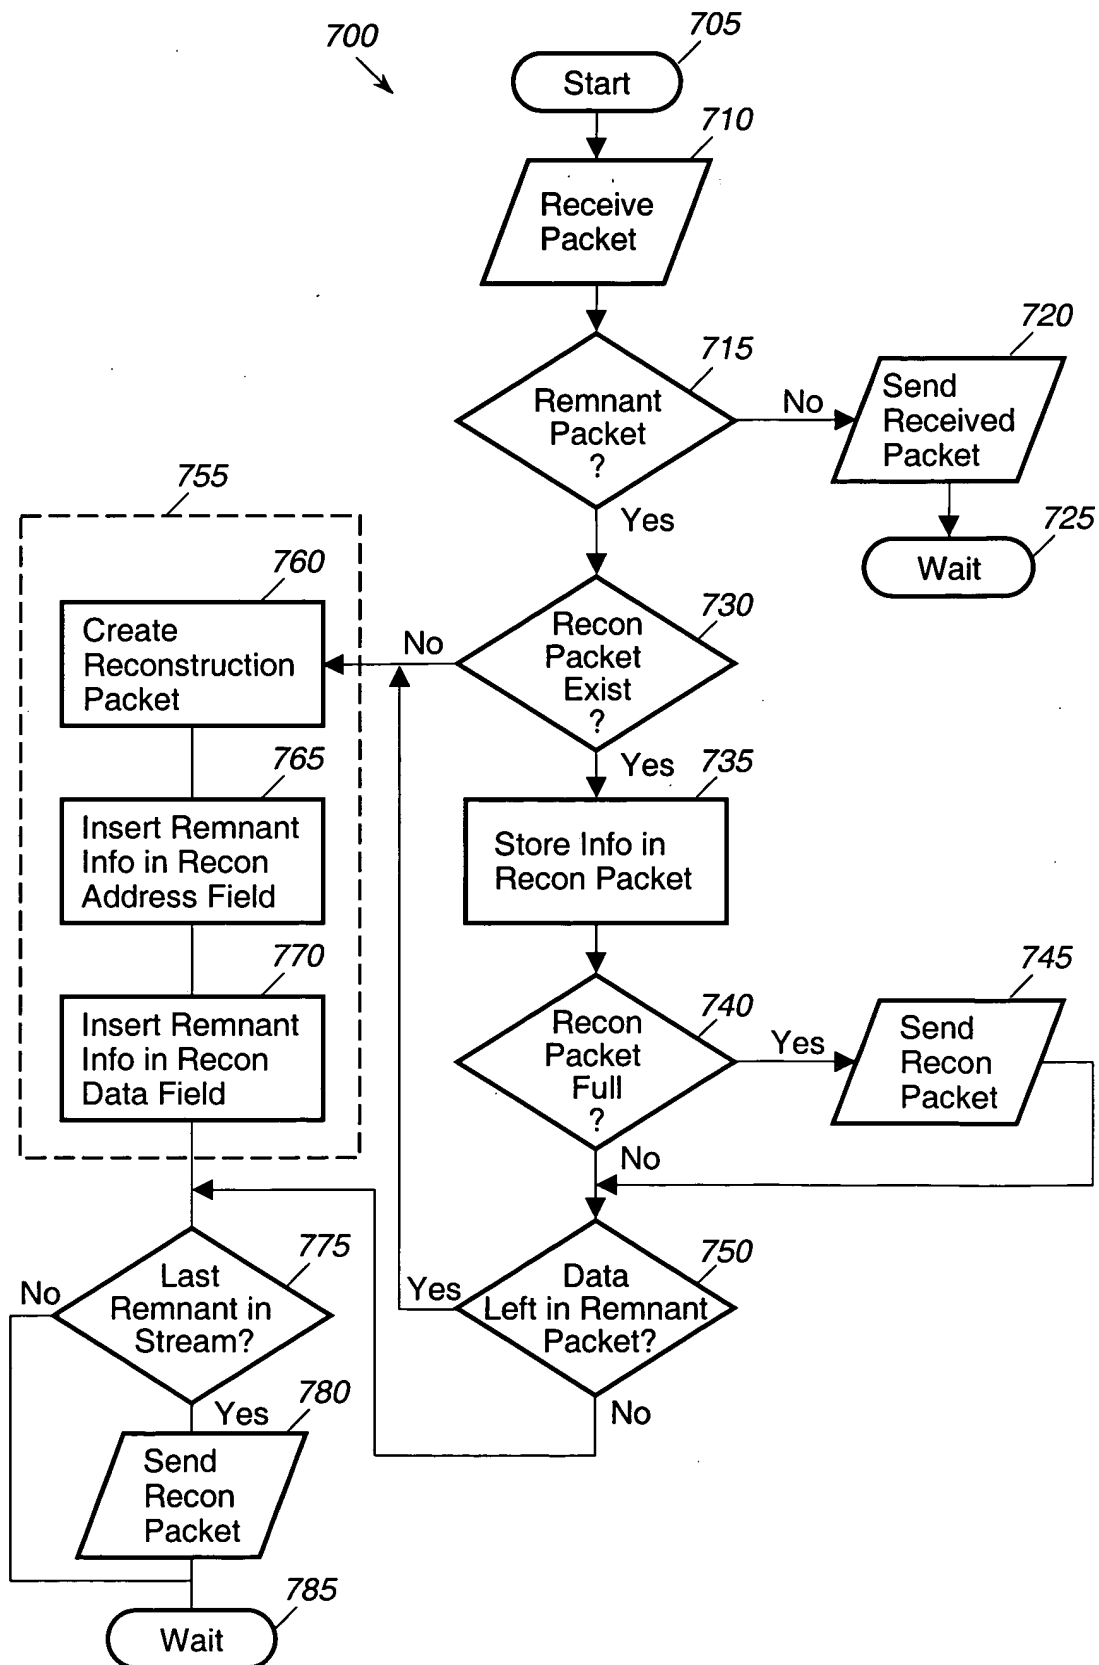 700
705
Start
710
Receive
Packet
715
Remnant
Packet
?
No
720
Send
Received
Packet
Yes
725
Wait
755
760
Create
Reconstruction
Packet
No
730
Recon
Packet
Exist
?
Yes
765
Insert Remnant
Info in Recon
Address Field
735
Store Info in
Recon Packet
770
Insert Remnant
Info in Recon
Data Field
740
Recon
Packet
Full
?
Yes
745
Send
Recon
Packet
No
775
Last
Remnant in
Stream?
No
750
Data
Left in Remnant
Packet?
Yes
No
Yes
780
Send
Recon
Packet
785
Wait